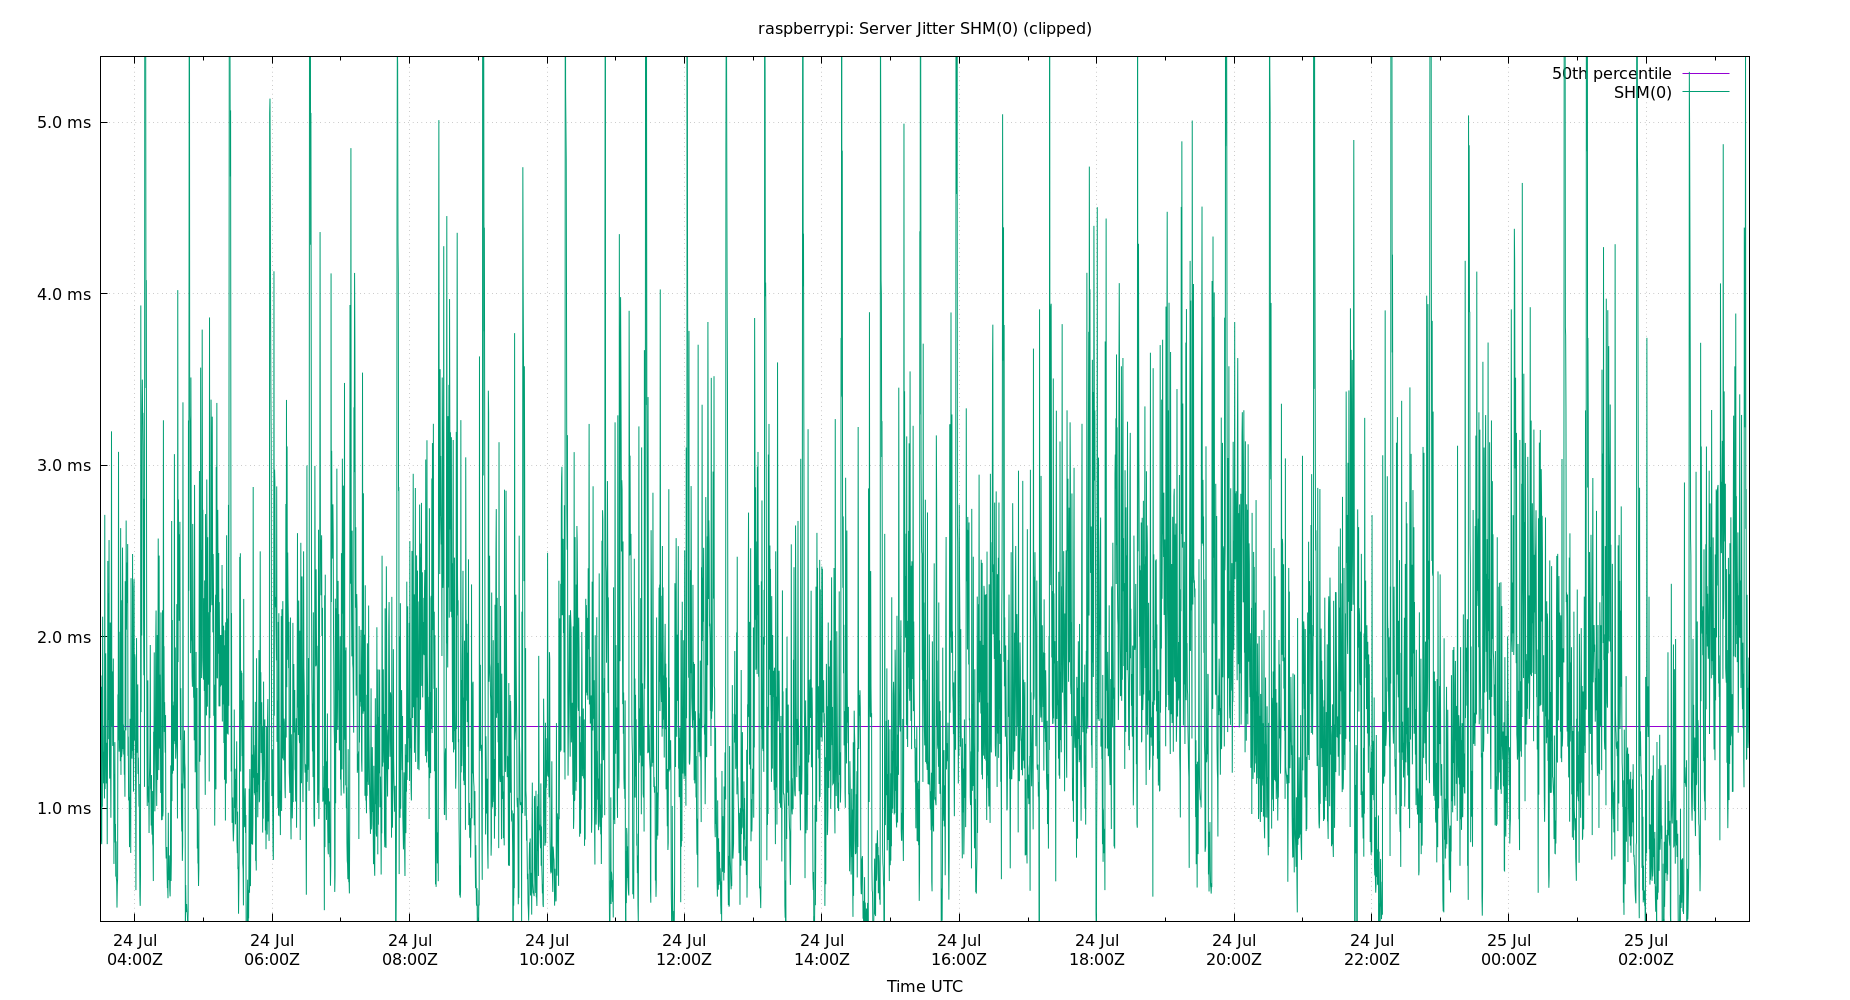 raspberrypi: Server Jitter SHM(0) (clipped)
50th percentile
SHM(0)
5.0 ms
4.0 ms
3.0 ms
2.0 ms
1.0 ms
24 Jul 24 Jul 24 Jul 24 Jul 24 Jul 24 Jul 24 Jul 24 Jul 24 Jul 24 Jul 25 Jul 25 Jul
04:00Z 06:00Z 08:00Z 10:00Z 12:00Z 14:00Z 16:00Z 18:00Z 20:00Z 22:00Z 00:00Z 02:00Z
Time UTC